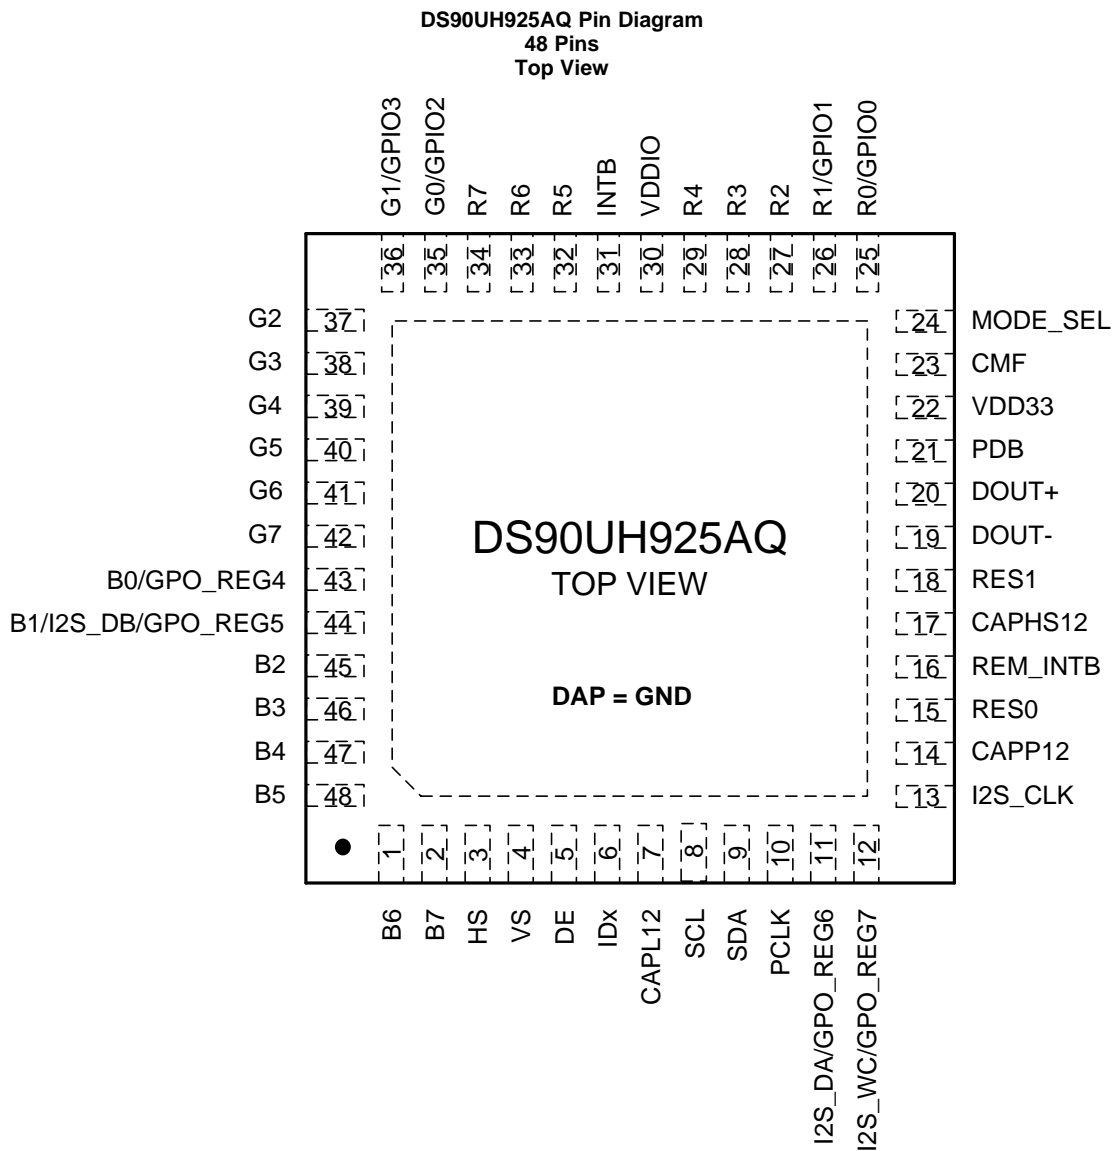 DS90UH925AQ Pin Diagram
48 Pins
Top View
G1/GPIO3
G0/GPIO2
R7
R6
R5
INTB
VDDIO
R4
R3
R2
R1/GPIO1
R0/GPIO0
36
35
34
33
32
31
30
29
28
27
26
25
G2 37
G3 38
G4 39
G5 40
G6 41
G7 42
B0/GPO_REG4 43
B1/I2S_DB/GPO_REG5 44
B2 45
B3 46
B4 47
B5 48
DS90UH925AQ
TOP VIEW
DAP = GND
24 MODE_SEL
23 CMF
22 VDD33
21 PDB
20 DOUT+
19 DOUT-
18 RES1
17 CAPHS12
16 REM_INTB
15 RES0
14 CAPP12
13 I2S_CLK
1
2
3
4
5
6
7
8
9
10
11
12
B6
B7
HS
VS
DE
IDx
CAPL12
SCL
SDA
PCLK
I2S_DA/GPO_REG6
I2S_WC/GPO_REG7